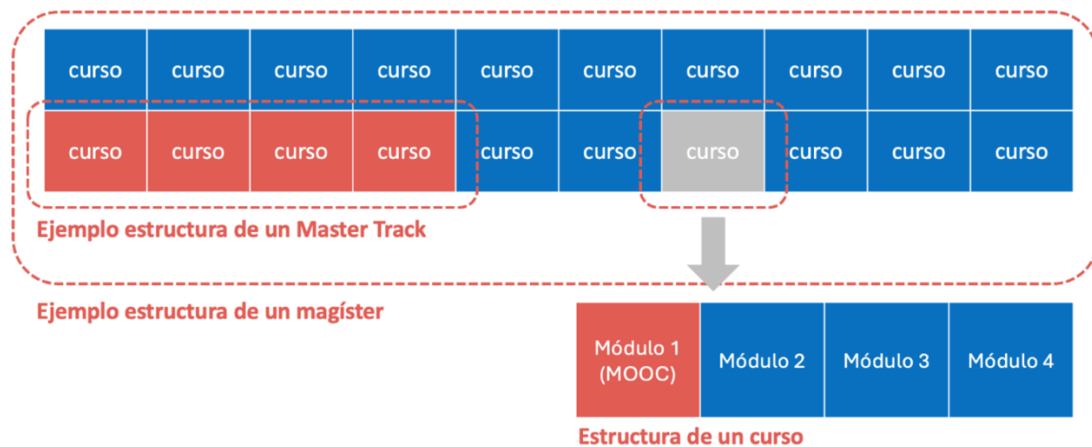 curso curso curso curso curso curso curso curso curso curso
curso curso curso curso curso curso curso curso curso curso
Ejemplo estructura de un Master Track
Ejemplo estructura de un magíster
Módulo 1
(MOOC)
Módulo 2
Módulo 3
Módulo 4
Estructura de un curso